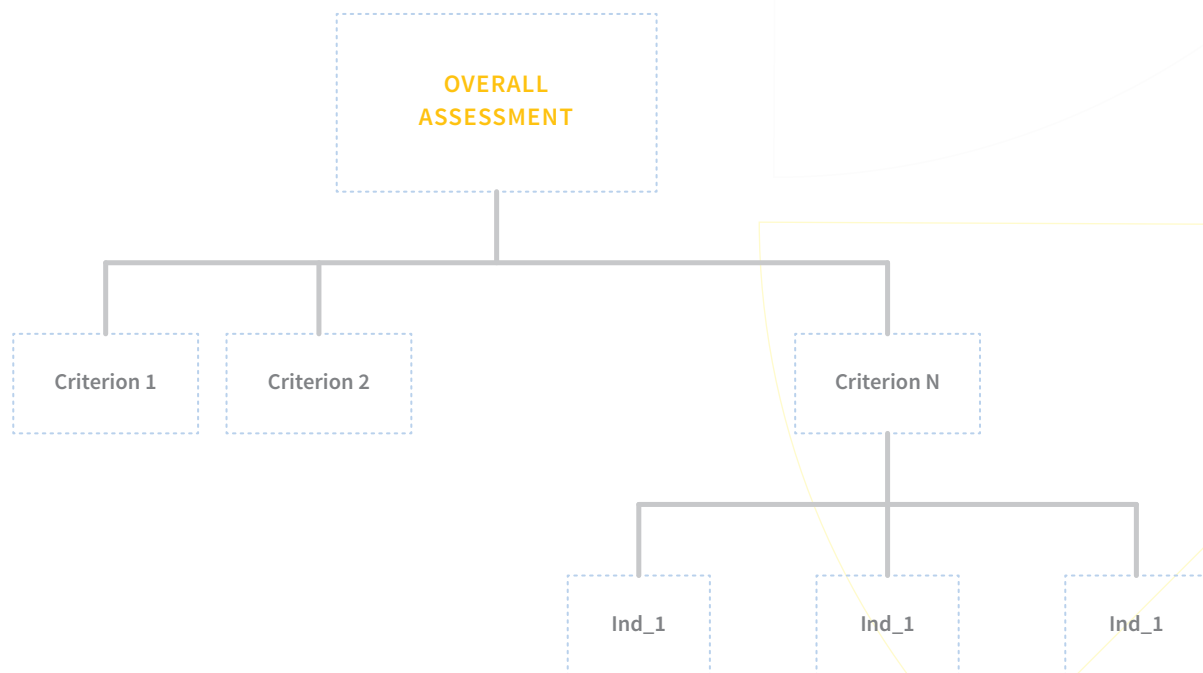 OVERALL
ASSESSMENT
Criterion 1
Criterion 2
Criterion N
Ind_1
Ind_1
Ind_1